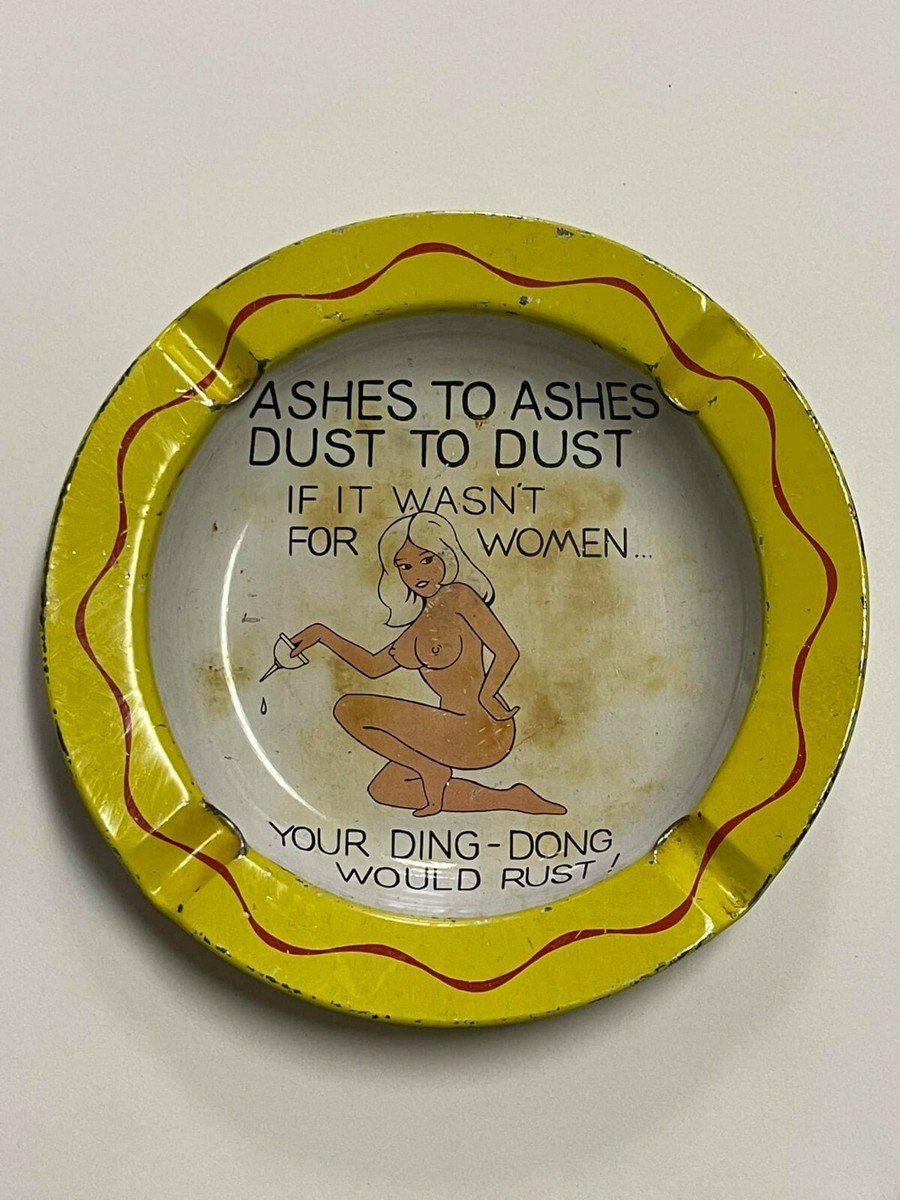 ASHES TO ASHES
DUST TO DUST
IF IT WASN'T
FOR WOMEN...
YOUR DING-DONG
WOULD RUST!